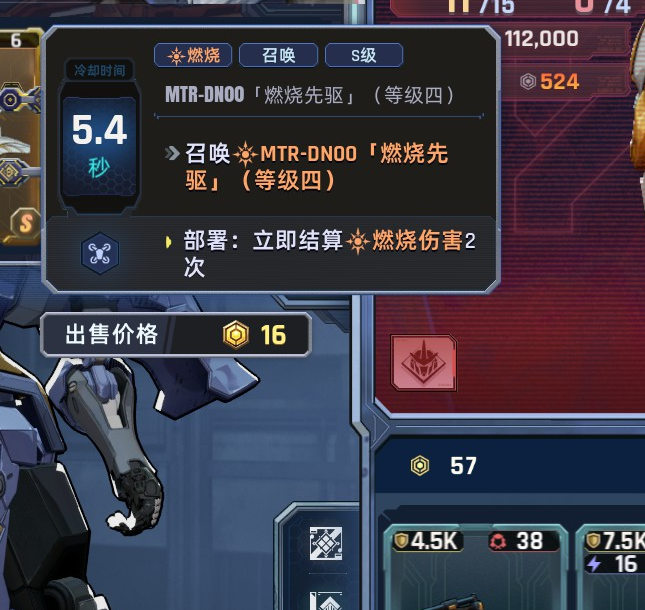 /15
/4
6
燃烧
召唤
S级
112,000
冷却时间
MTR-DN00「燃烧先驱」（等级四）
524
5.4
秒
召唤MTR-DN00「燃烧先
驱」（等级四）
S
部署：立即结算燃烧伤害2
次
出售价格
16
57
4.5K
38
7.5K
16